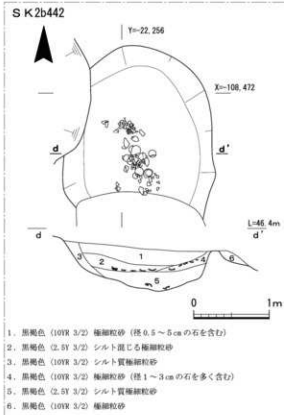 SK2b442
Y=-22,256
X=-108,472
d
d'
L=46.4m
d
d'
1
2
3
4
5
6
0
1m
1. 黒褐色 (10YR 3/2) 極細粒砂 (径0.5～5㎝の石を含む)
2. 黒褐色 (2.5Y 3/2) シルト混じる極細粒砂
3. 黒褐色 (10YR 3/2) シルト質極細粒砂
4. 黒褐色 (10YR 3/2) 極細粒砂 (径1～3㎝の石を多く含む)
5. 黒褐色 (2.5Y 3/2) シルト質極細粒砂
6. 黒褐色 (10YR 3/2) 極細粒砂